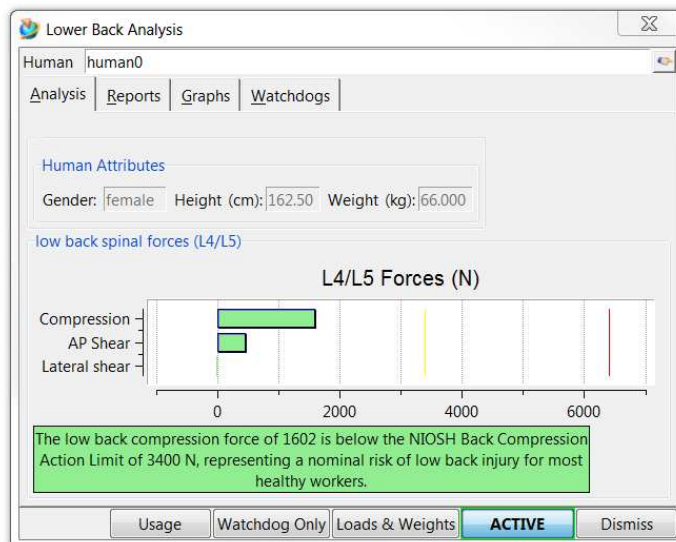 Lower Back Analysis
Human human0
Analysis Reports Graphs Watchdogs
Human Attributes
Gender: female Height (cm): 162.50 Weight (kg): 66.000
low back spinal forces (L4/L5)
L4/L5 Forces (N)
Compression
AP Shear
Lateral shear
0 2000 4000 6000
The low back compression force of 1602 is below the NIOSH Back Compression
Action Limit of 3400 N, representing a nominal risk of low back injury for most
healthy workers.
Usage Watchdog Only Loads & Weights ACTIVE Dismiss